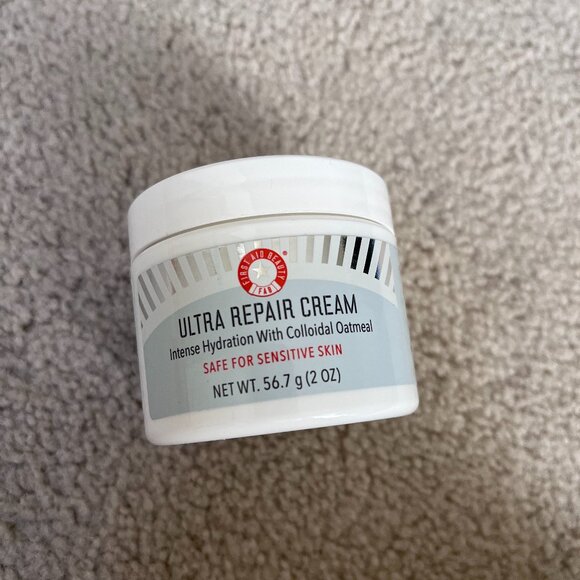 FIRST AID BEAUTY
FAB
ULTRA REPAIR CREAM
Intense Hydration With Colloidal Oatmeal
SAFE FOR SENSITIVE SKIN
NET WT. 56.7 g (2 OZ)